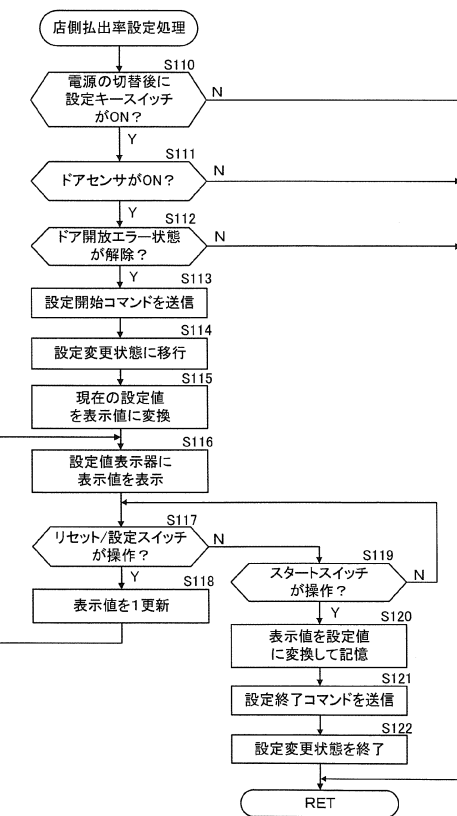 店側払出率設定処理
S110
電源の切替後に
設定キースイッチ
がON？
N
Y
S111
ドアセンサがON？
N
Y
S112
ドア開放エラー状態
が解除？
N
Y
S113
設定開始コマンドを送信
S114
設定変更状態に移行
S115
現在の設定値
を表示値に変換
S116
設定値表示器に
表示値を表示
S117
リセット/設定スイッチ
が操作？
N
Y
S118
表示値を1更新
S119
スタートスイッチ
が操作？
N
Y
S120
表示値を設定値
に変換して記憶
S121
設定終了コマンドを送信
S122
設定変更状態を終了
RET